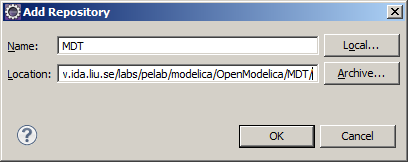 Add Repository
Name: MDT Local...
Location: v.ida.liu.se/labs/pelab/modelica/OpenModelica/MDT/ Archive...
? OK Cancel